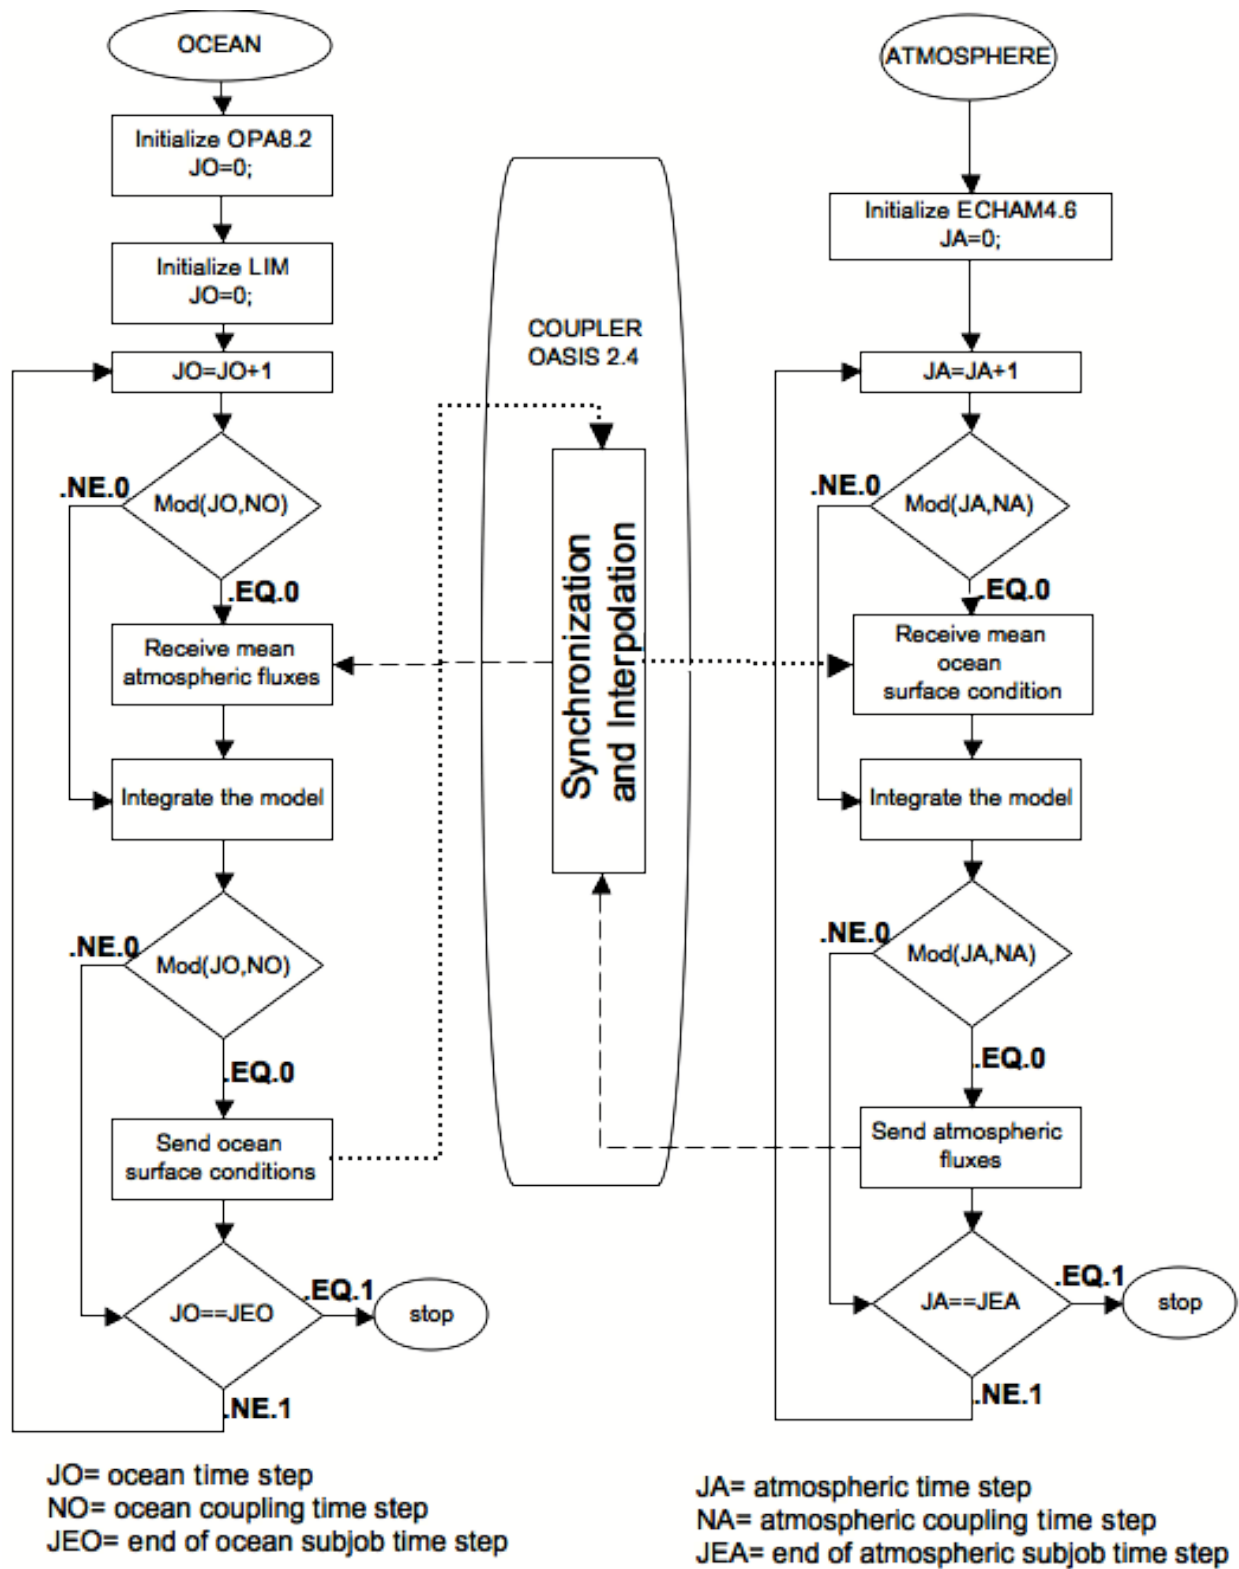 OCEAN
Initialize OPA8.2
JO=0;
Initialize LIM
JO=0;
JO=JO+1
.NE.0
Mod(JO,NO)
.EQ.0
Receive mean
atmospheric fluxes
Integrate the model
.NE.0
Mod(JO,NO)
.EQ.0
Send ocean
surface conditions
JO==JEO
.EQ.1
stop
.NE.1
JO= ocean time step
NO= ocean coupling time step
JEO= end of ocean subjob time step
COUPLER
OASIS 2.4
Synchronization
and Interpolation
ATMOSPHERE
Initialize ECHAM4.6
JA=0;
JA=JA+1
.NE.0
Mod(JA,NA)
.EQ.0
Receive mean
ocean
surface condition
Integrate the model
.NE.0
Mod(JA,NA)
.EQ.0
Send atmospheric
fluxes
JA==JEA
.EQ.1
stop
.NE.1
JA= atmospheric time step
NA= atmospheric coupling time step
JEA= end of atmospheric subjob time step